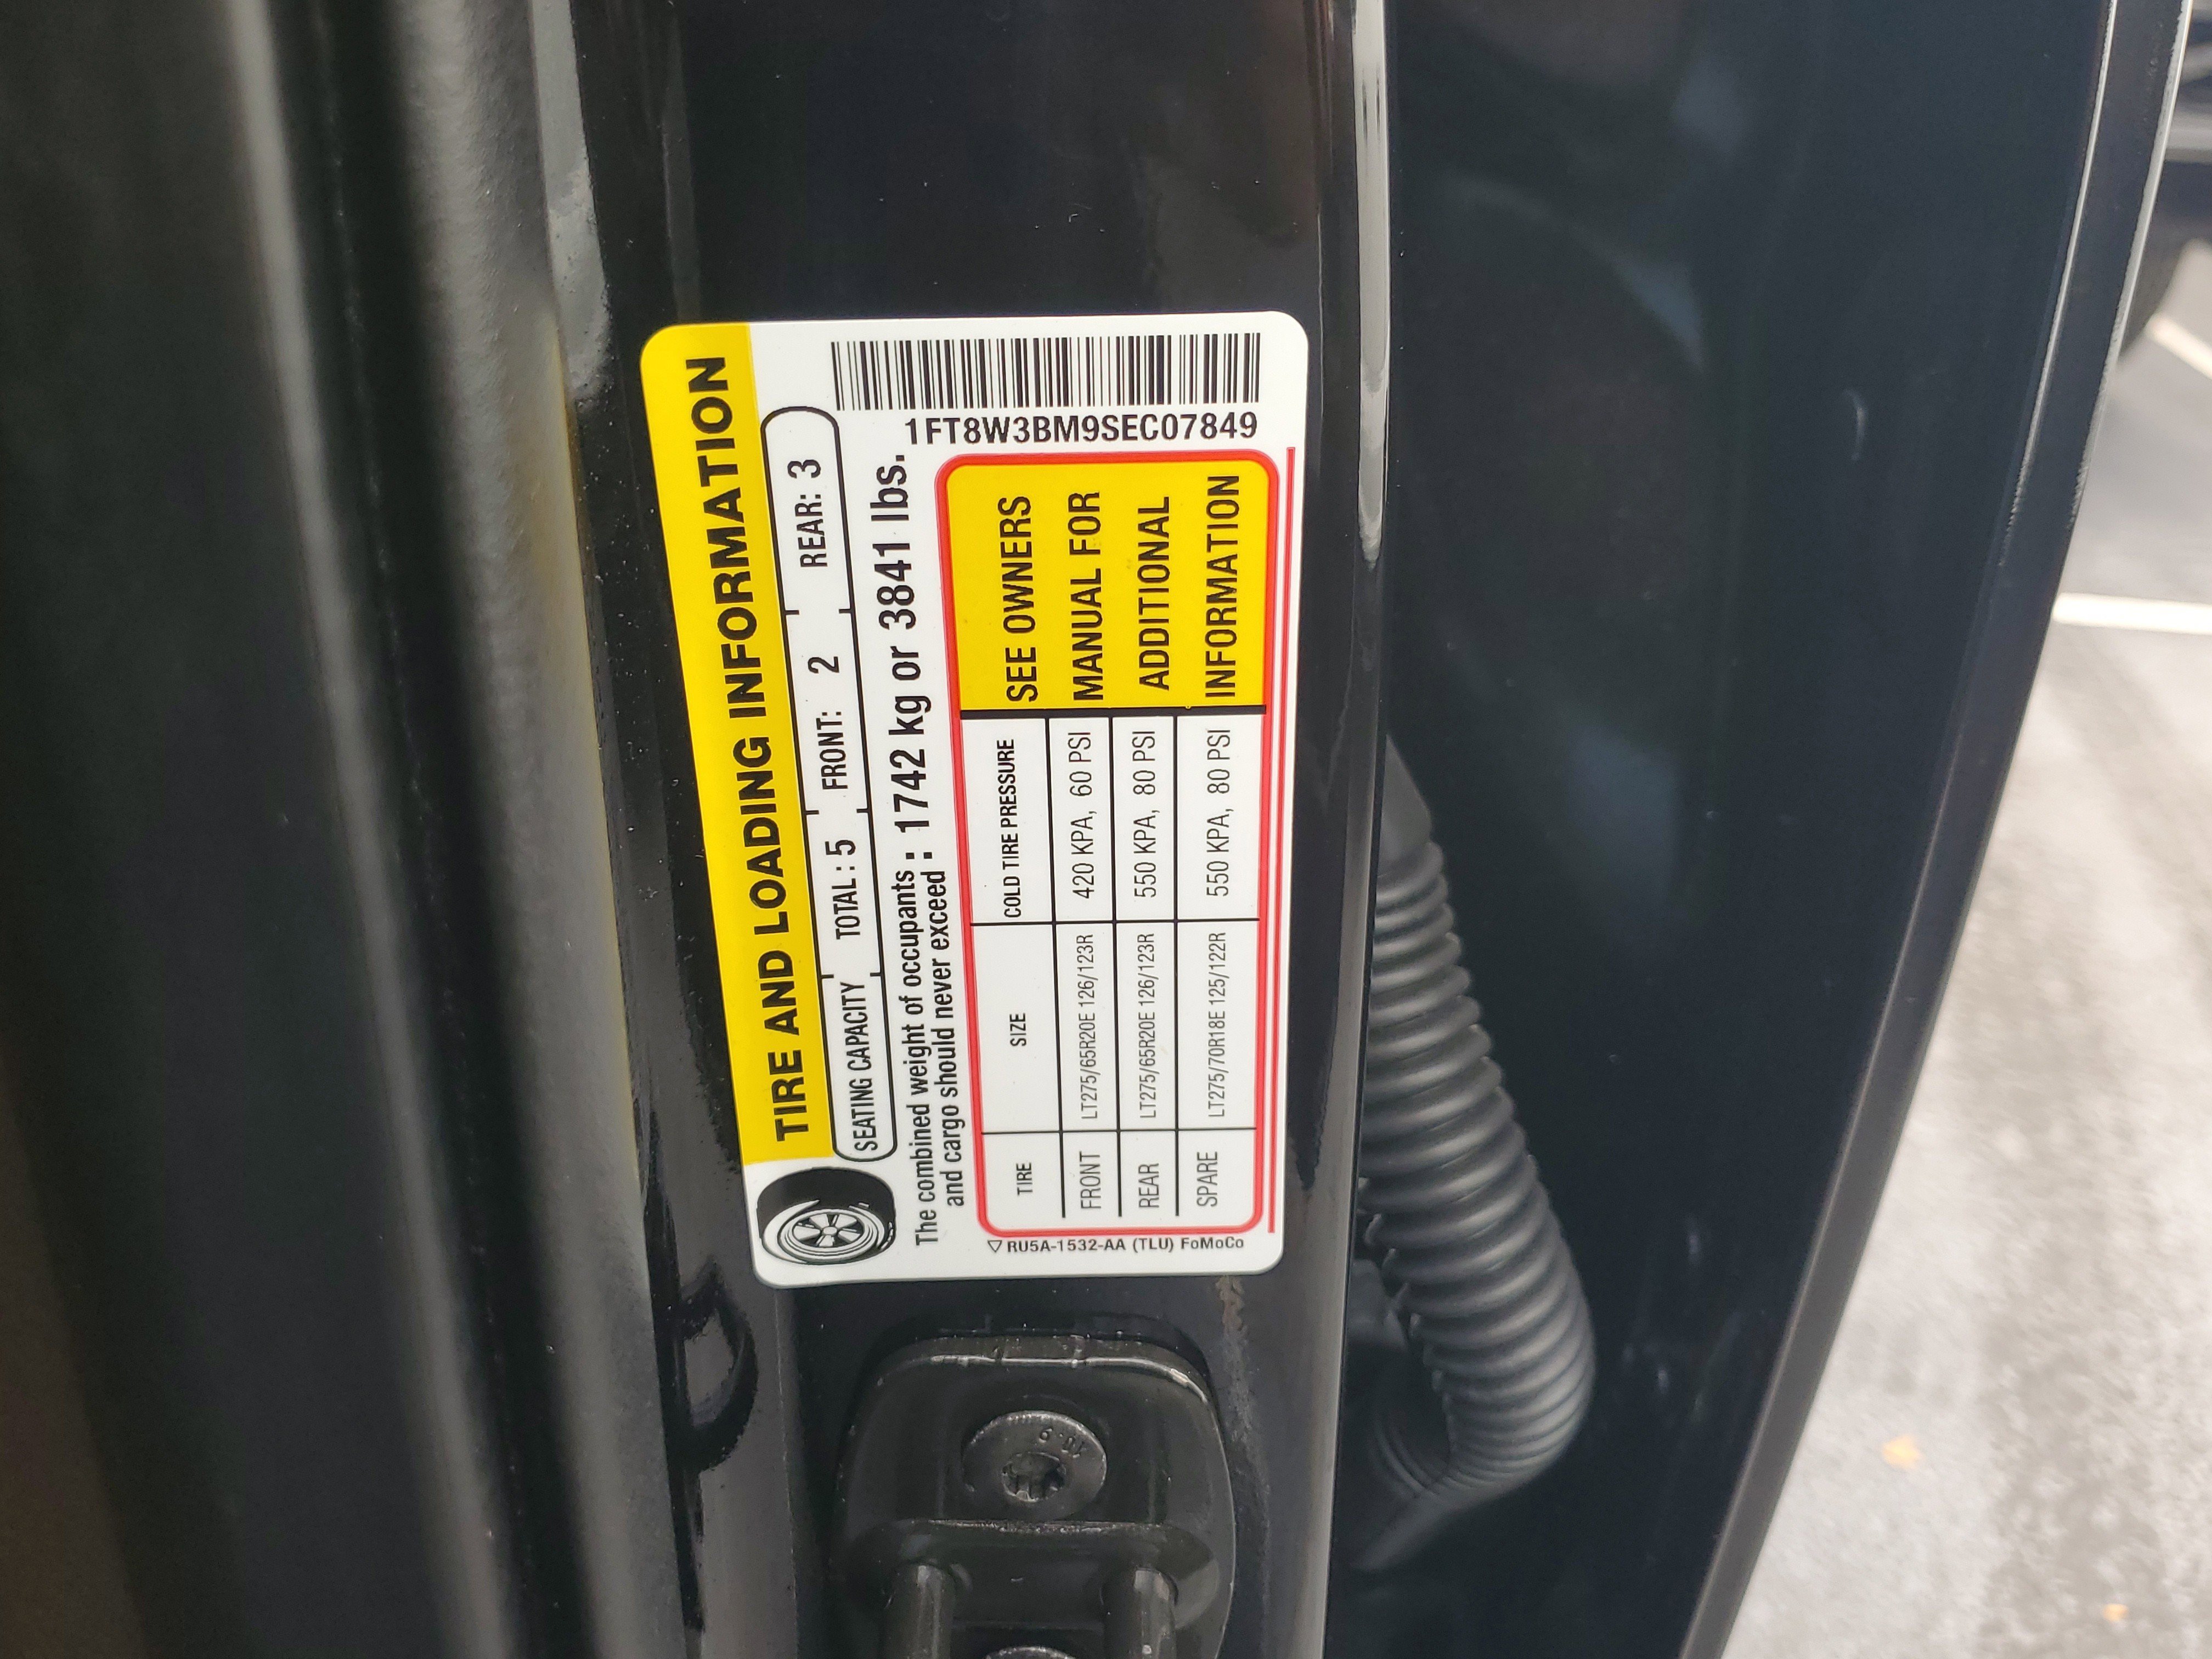 TIRE AND LOADING INFORMATION
SEATING CAPACITY TOTAL : 5 FRONT: 2 REAR: 3
The combined weight of occupants : 1742 kg or 3841 lbs.
and cargo should never exceed :
1FT8W3BM9SEC07849
TIRE SIZE COLD TIRE PRESSURE
FRONT LT275/65R20E 126/123R 420 KPA, 60 PSI
REAR LT275/65R20E 126/123R 550 KPA, 80 PSI
SPARE LT275/70R18E 125/122R 550 KPA, 80 PSI
SEE OWNERS
MANUAL FOR
ADDITIONAL
INFORMATION
RU5A-1532-AA (TLU) FoMoCo
10.9